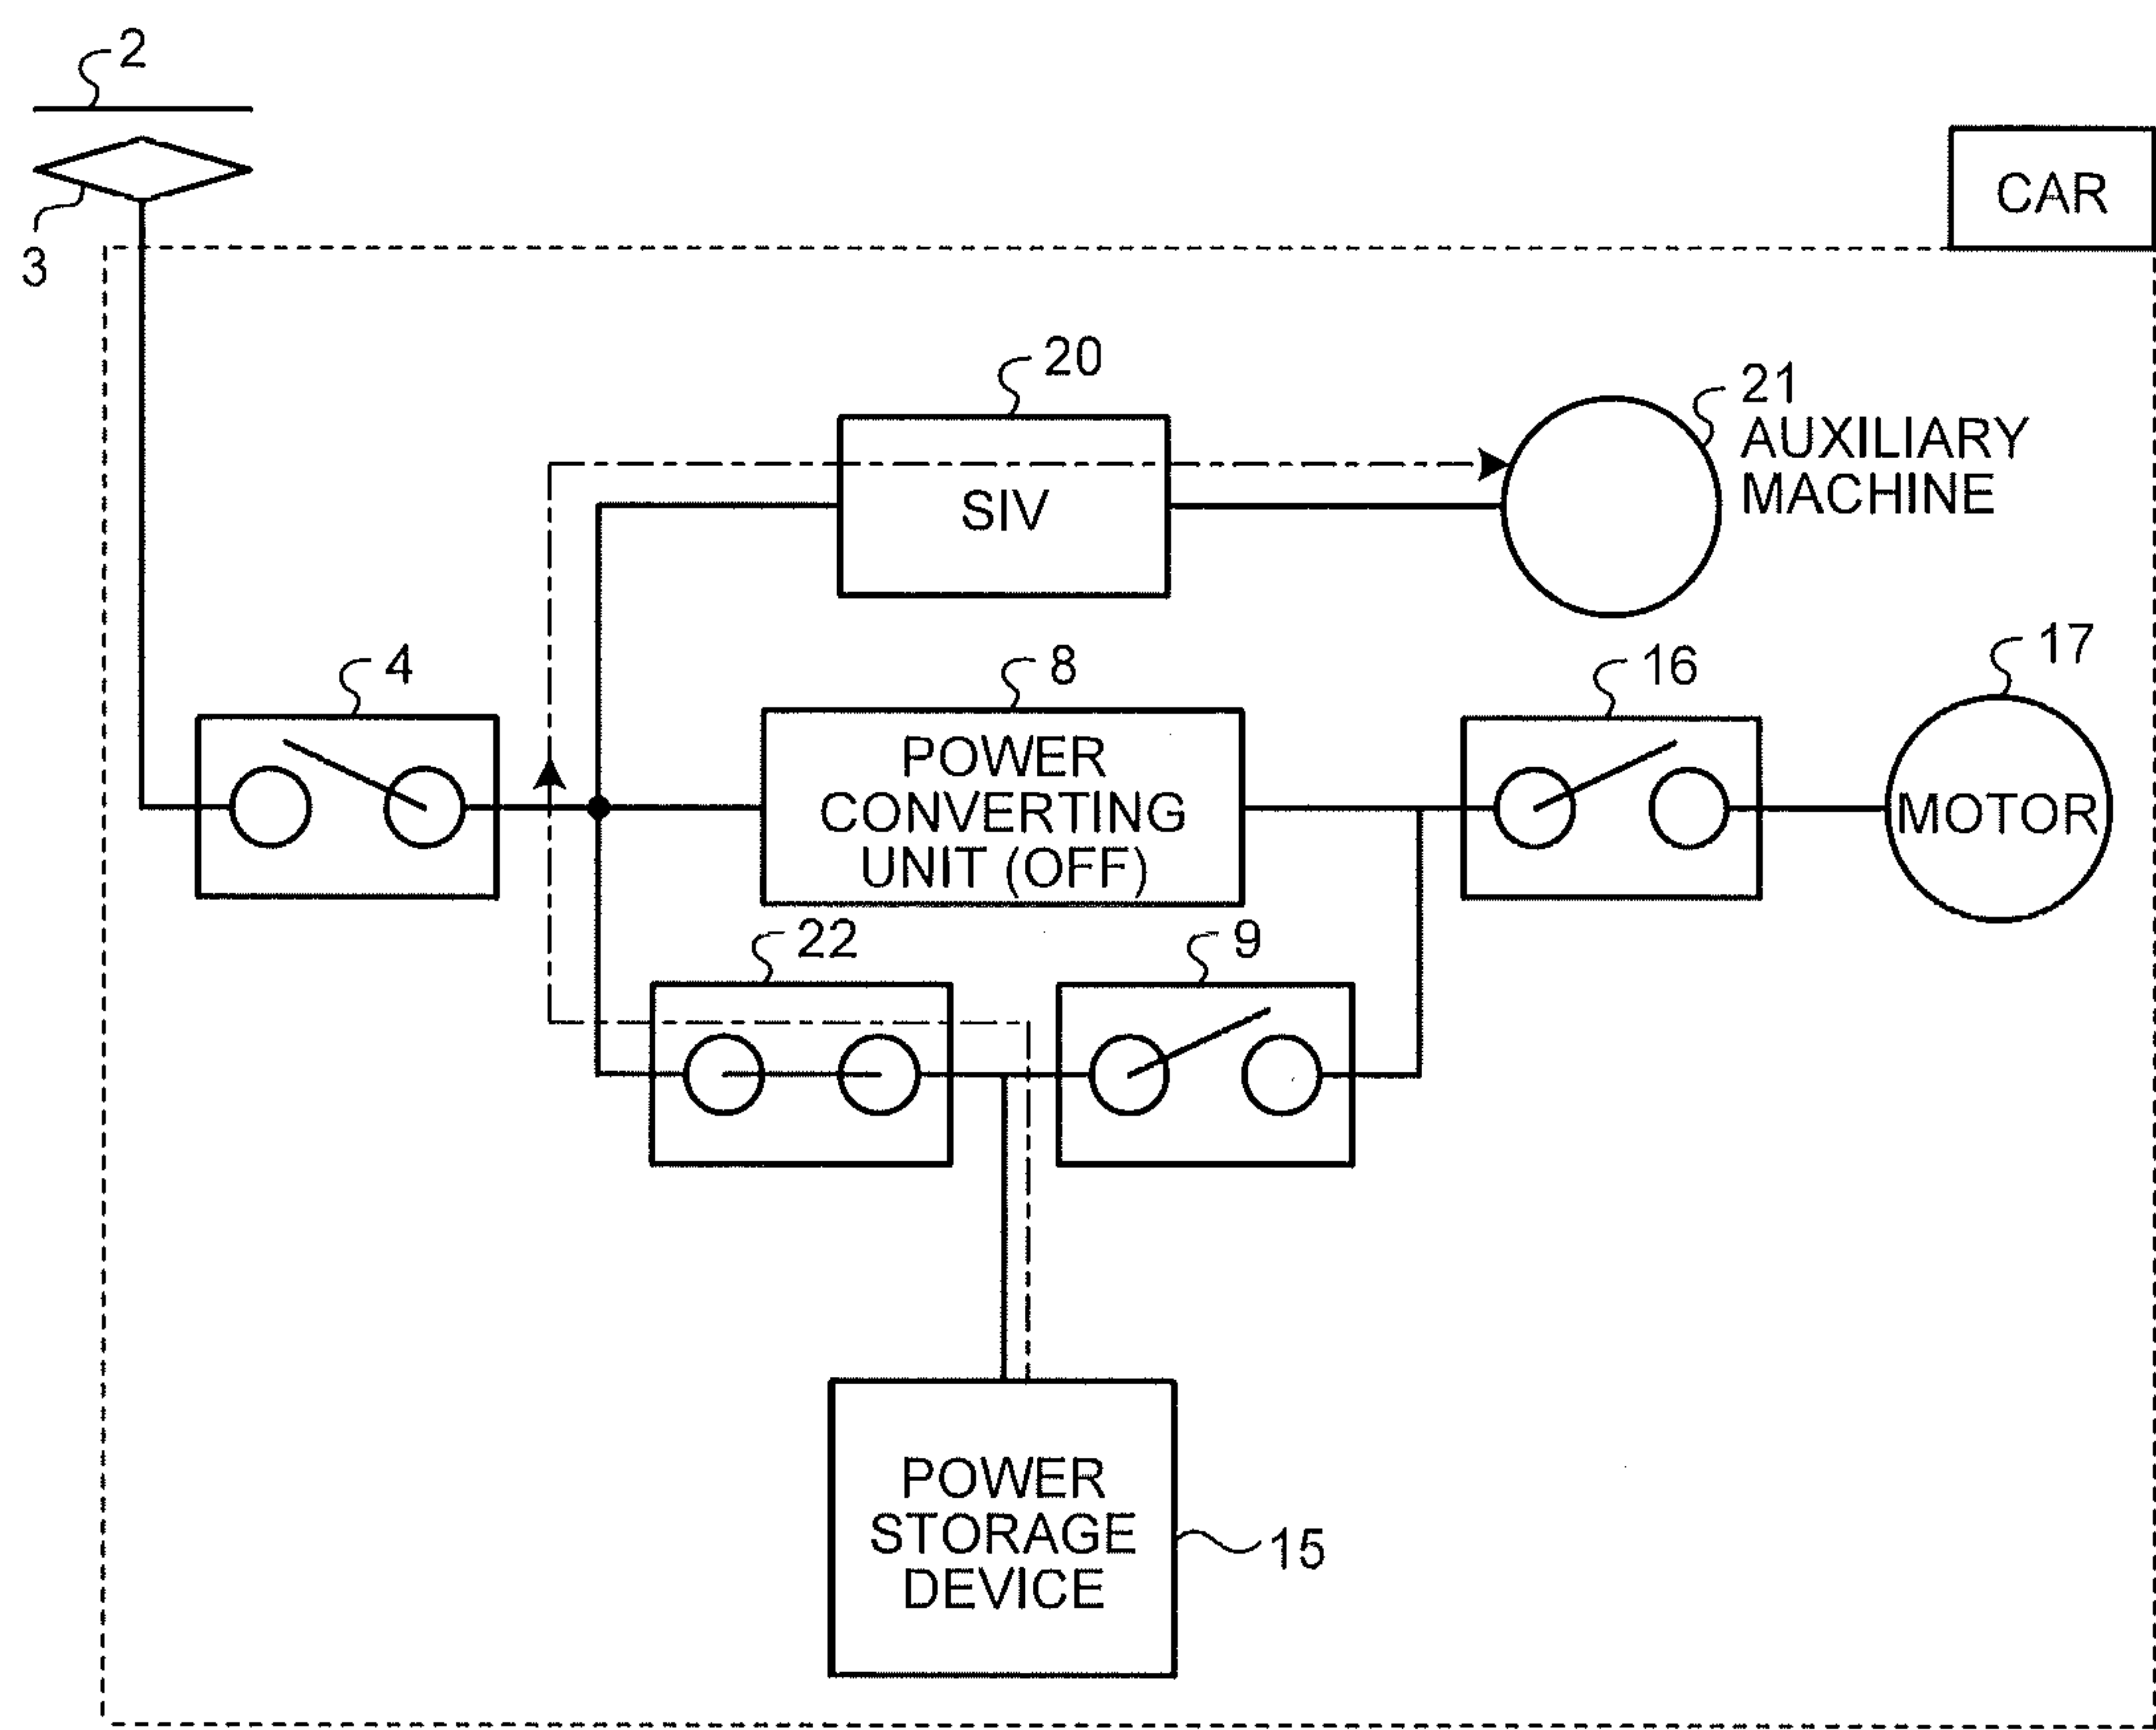 2
3
CAR
20
SIV
21
AUXILIARY
MACHINE
4
8
POWER
CONVERTING
UNIT (OFF)
16
17
MOTOR
22
9
POWER
STORAGE
DEVICE
15